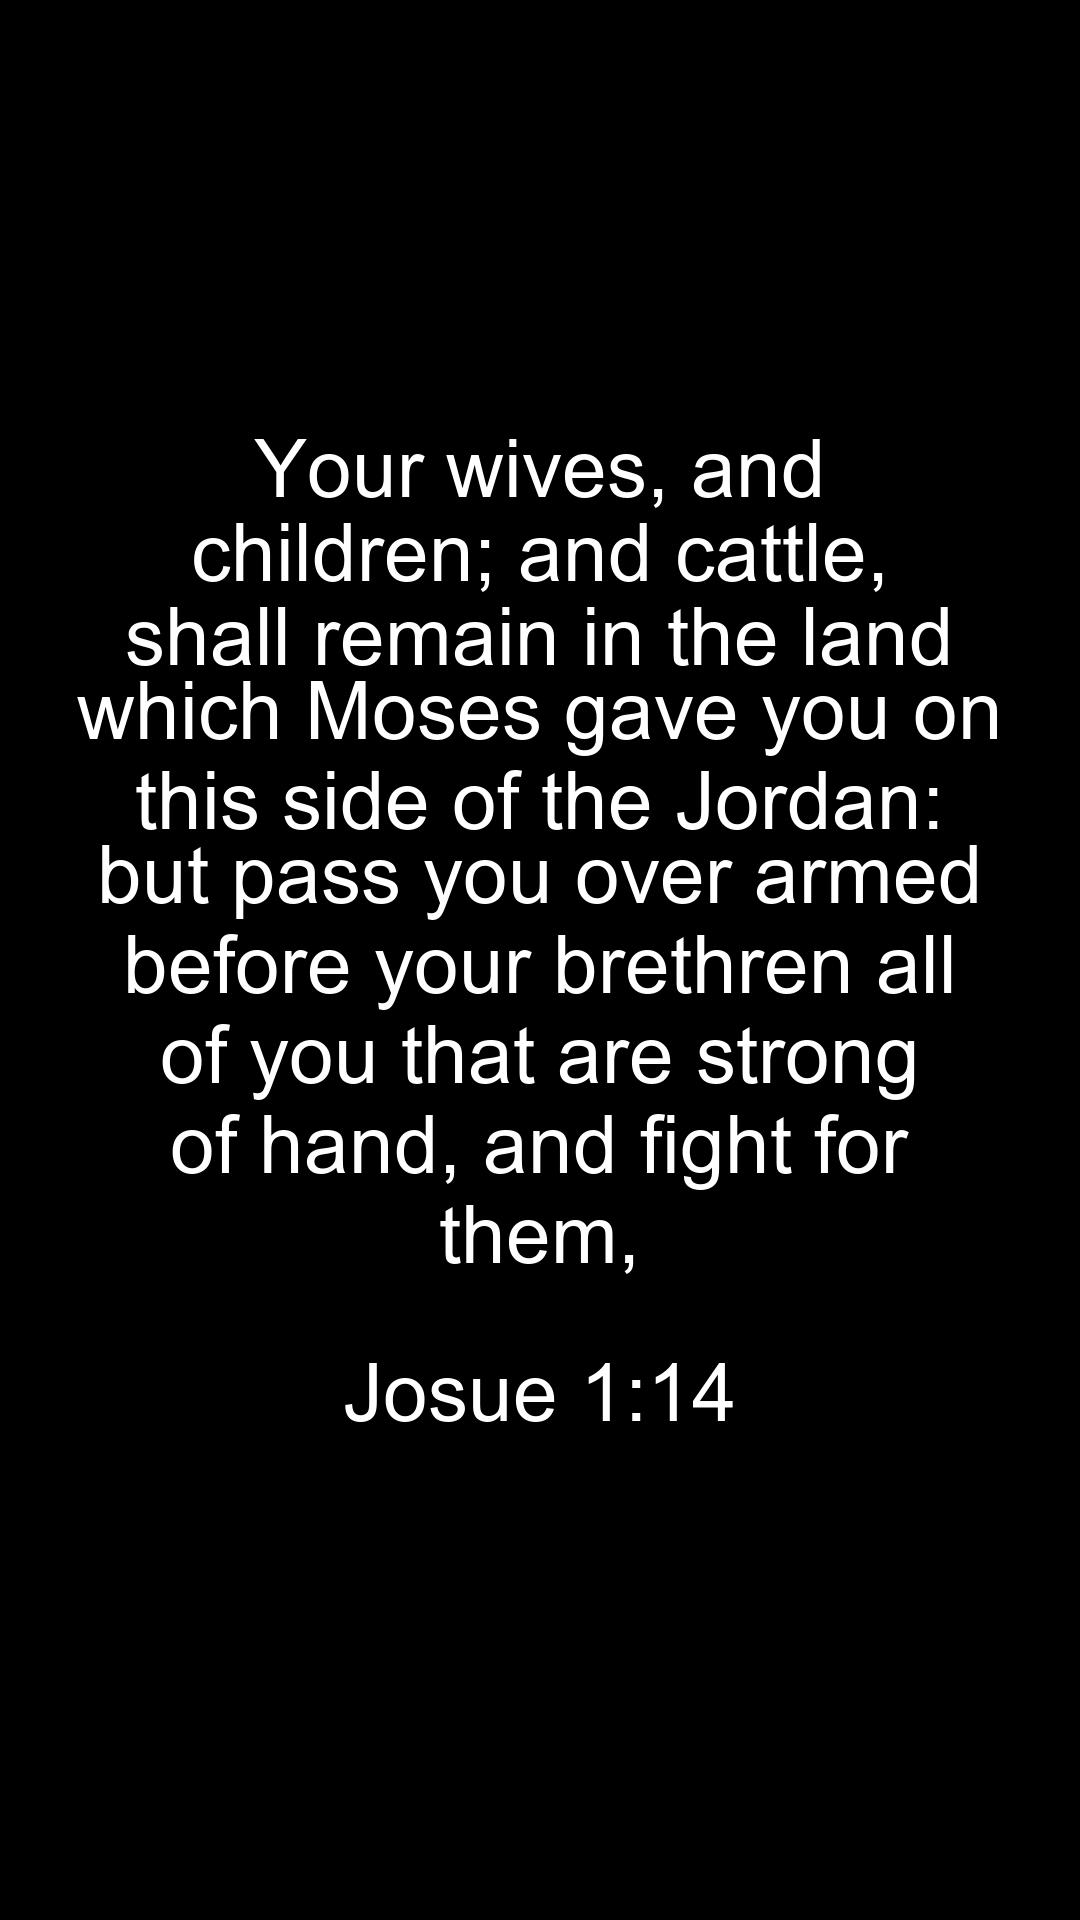 Your wives, and
children; and cattle,
shall remain in the land
which Moses gave you on
this side of the Jordan:
but pass you over armed
before your brethren all
of you that are strong
of hand, and fight for
them,
Josue 1:14